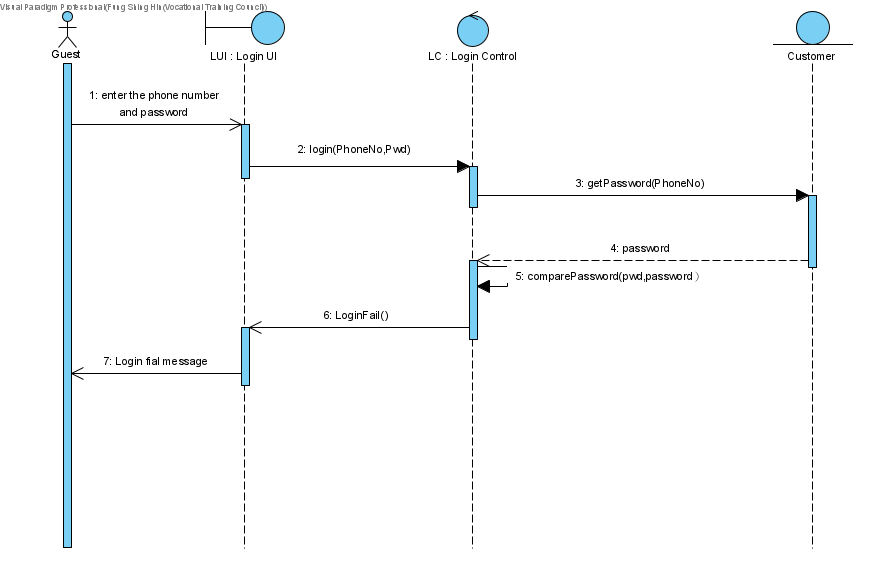 Visual Paradigm Professional(Fung Shing Hin(Vocational Training Council))
Guest
LUI : Login UI
LC : Login Control
Customer
1: enter the phone number
and password
2: login(PhoneNo,Pwd)
3: getPassword(PhoneNo)
4: password
5: comparePassword(pwd,password）
6: LoginFail()
7: Login fial message